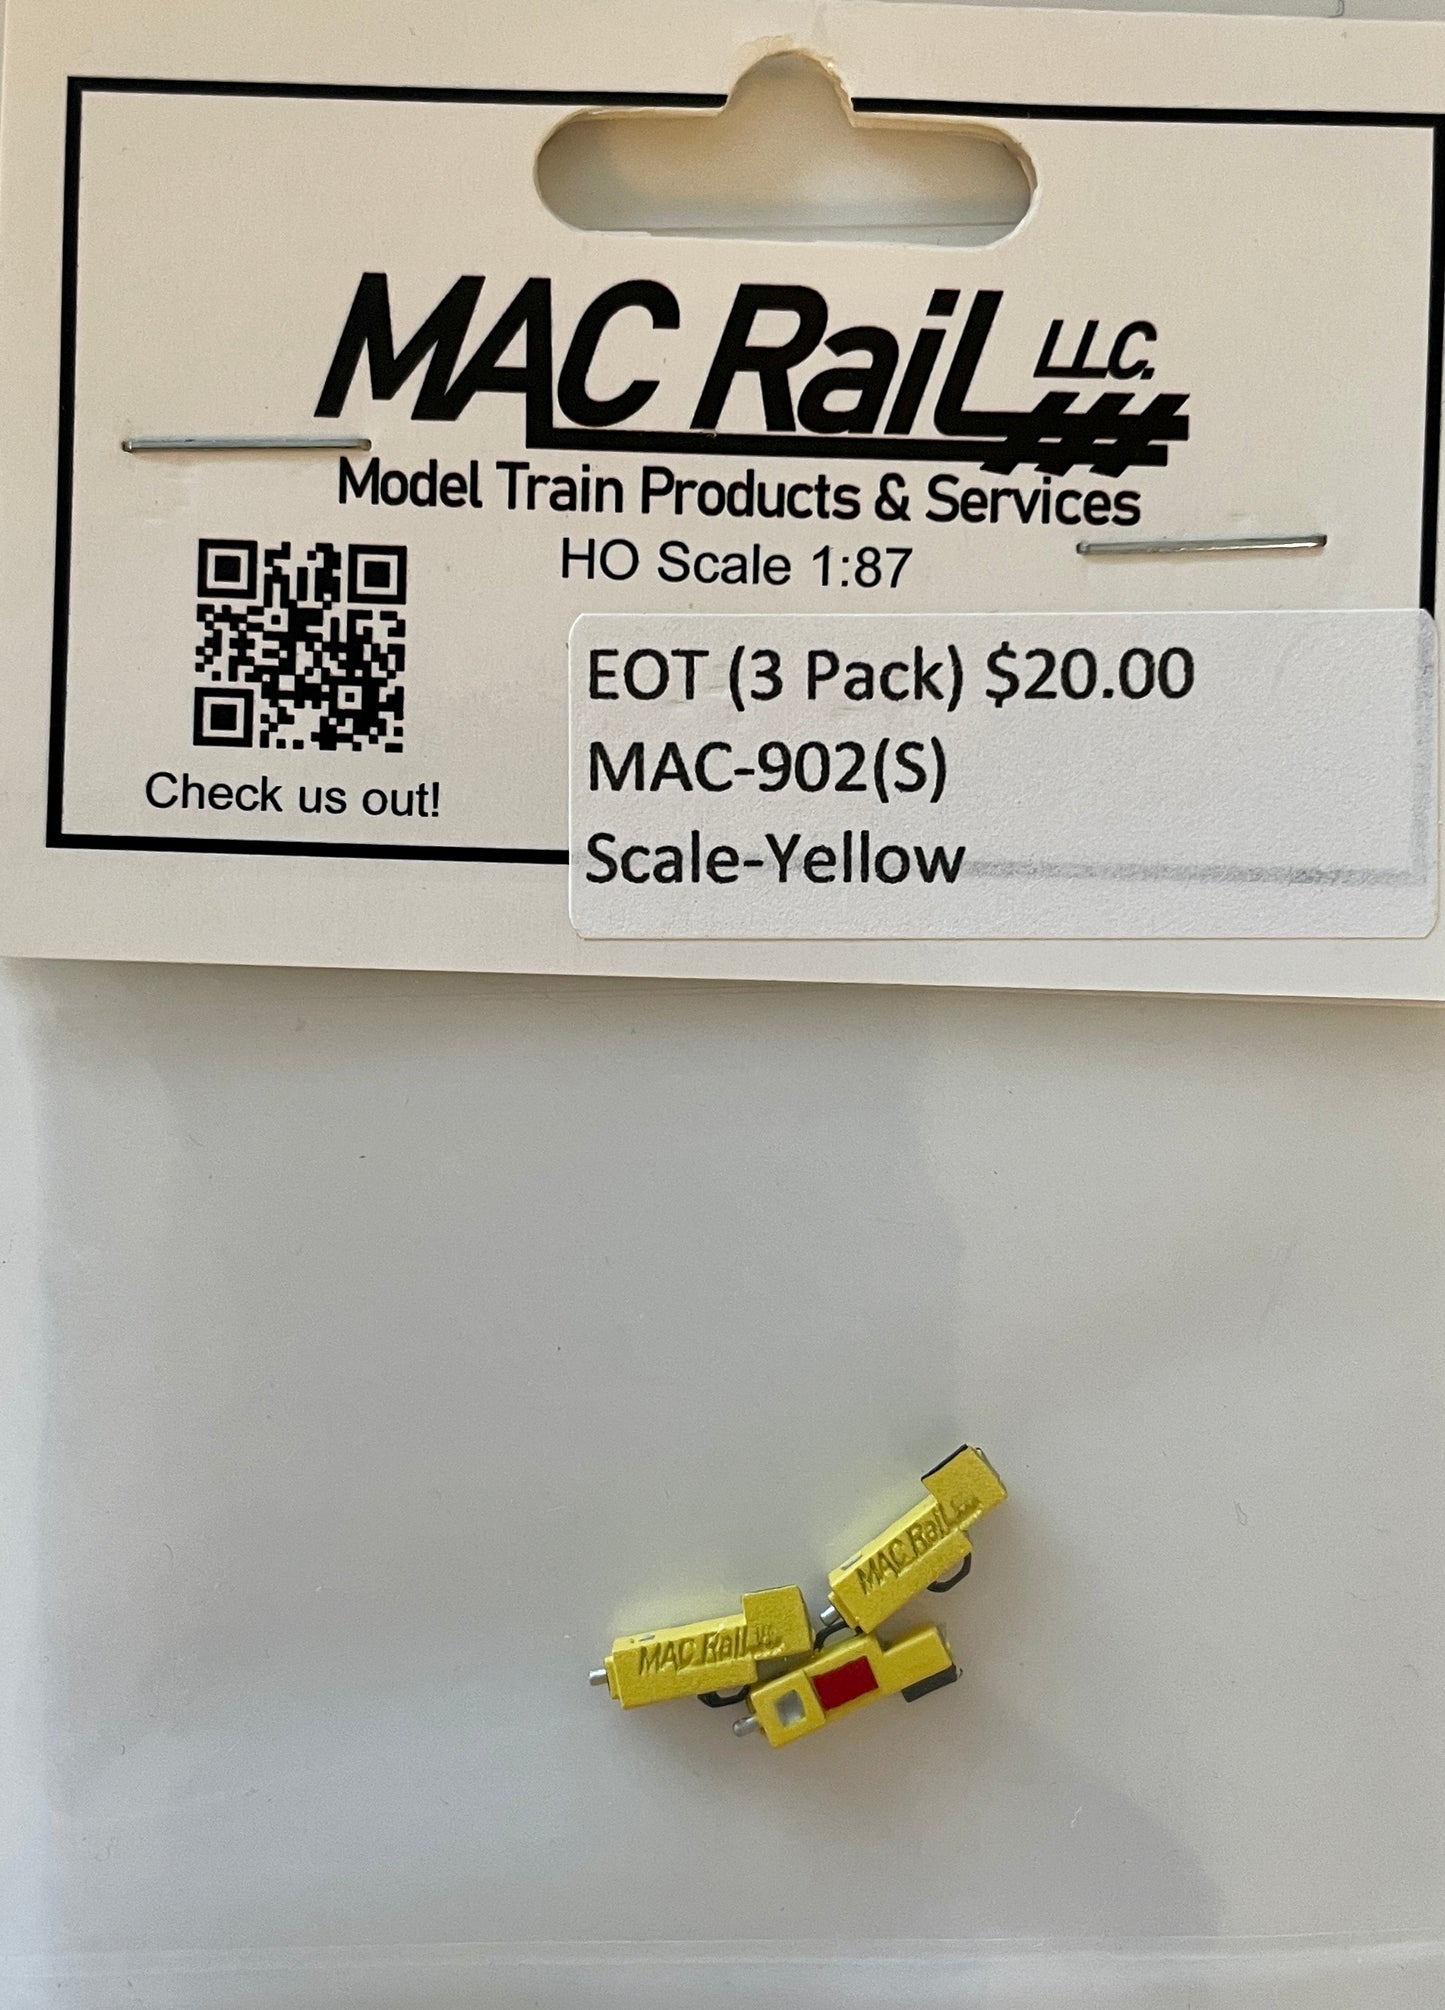 MAC Rail LLC.
Model Train Products & Services
HO Scale 1:87
Check us out!
EOT (3 Pack) $20.00
MAC-902(S)
Scale-Yellow
MAC Rail
MAC Rail LLC